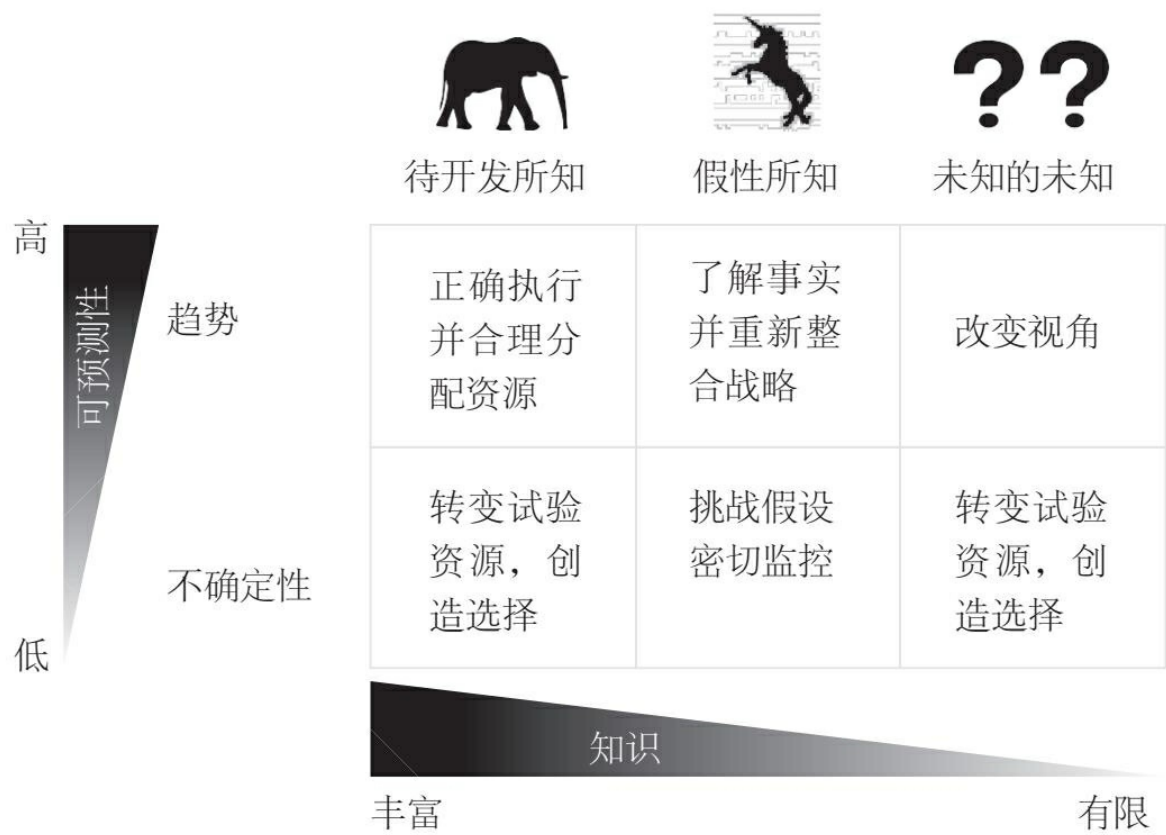 ??
待开发所知
假性所知
未知的未知
高
可预测性
趋势
正确执行
并合理分
配资源
了解事实
并重新整
合战略
改变视角
不确定性
转变试验
资源，创
造选择
挑战假设
密切监控
转变试验
资源，创
造选择
低
知识
丰富
有限